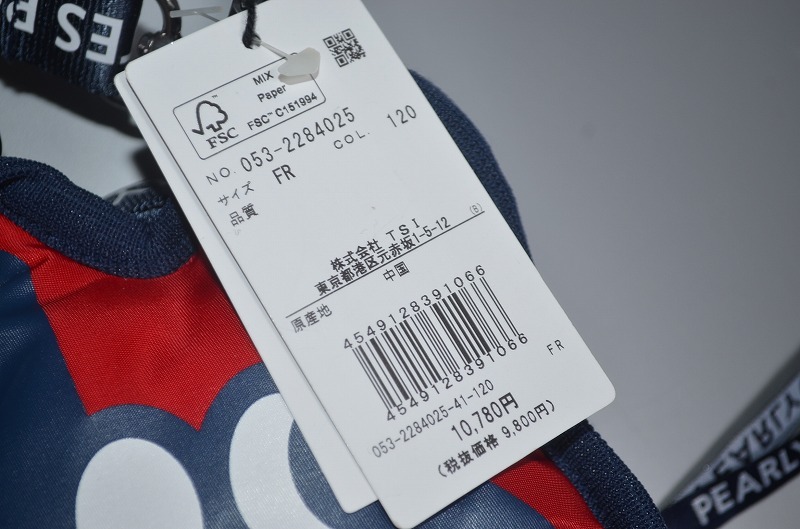 ES
MIX
Paper
FSC™ C151994
FSC
NO. 053-2284025
COL. 120
サイズ FR
品質
(B)
株式会社 TSI
東京都港区元赤坂1-5-12
原産地 中国
4549128391066
4549128391066
053-2284025-41-120 FR
10,780円
(税抜価格 9,800円)
PEARLY